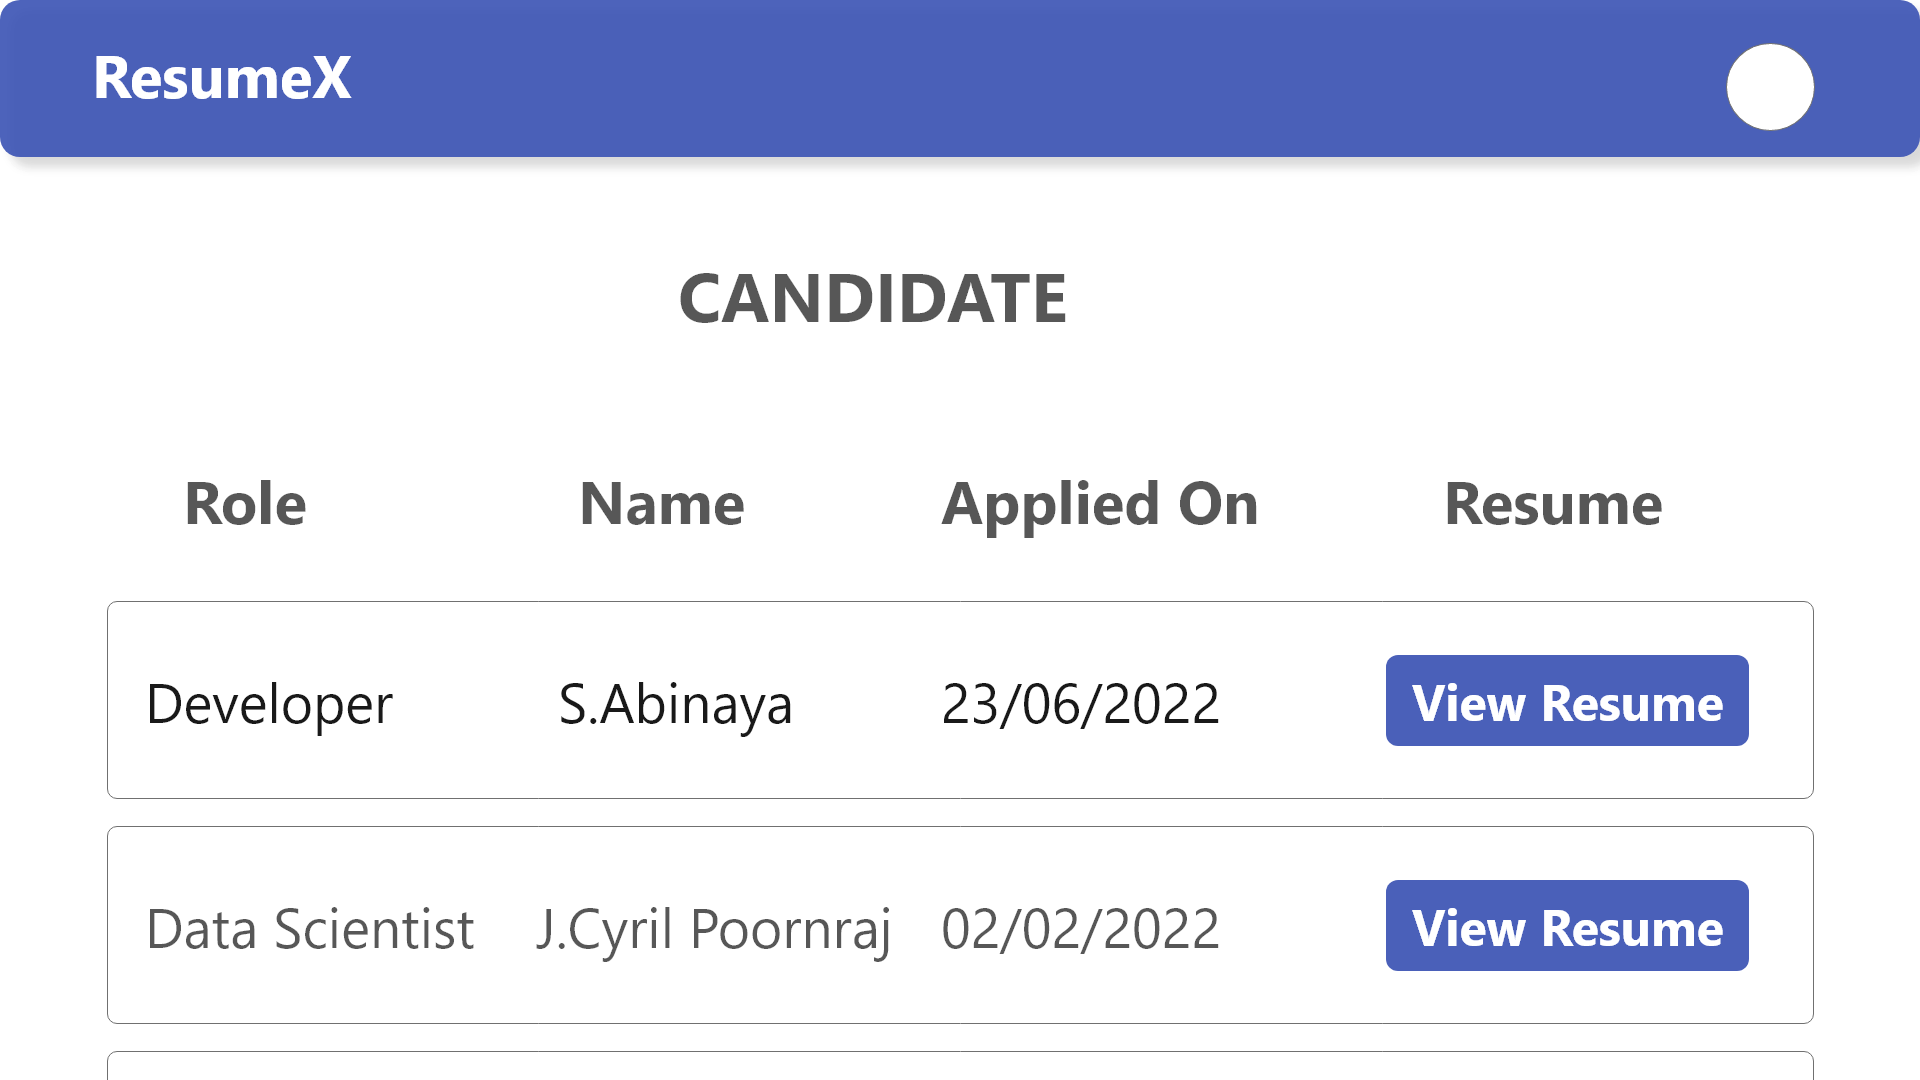 ResumeX
CANDIDATE
Role Name Applied On Resume
Developer S.Abinaya 23/06/2022 View Resume
Data Scientist J.Cyril Poornraj 02/02/2022 View Resume